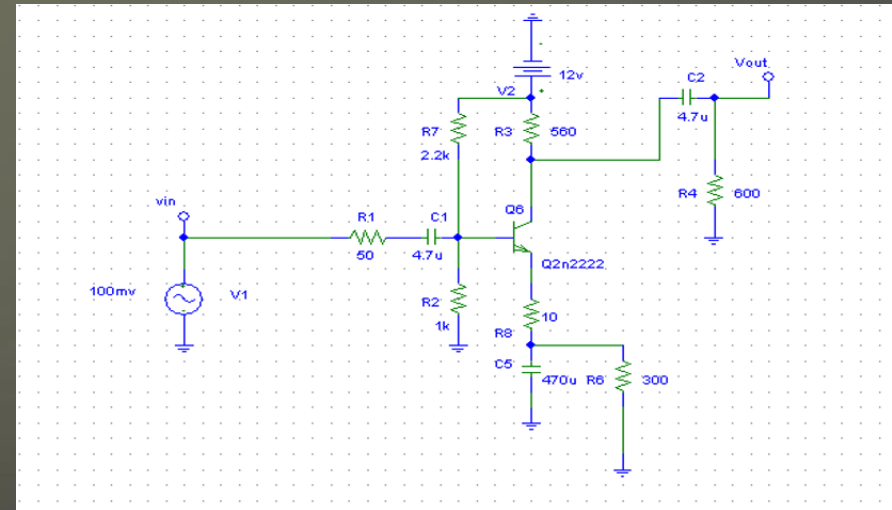 12v
V2
C2
Vout
4.7u
R7
2.2k
R3
560
R4
600
vin
R1
50
C1
4.7u
Q6
Q2n2222
100mv
V1
R2
1k
R8
10
C5
470u
R6
300